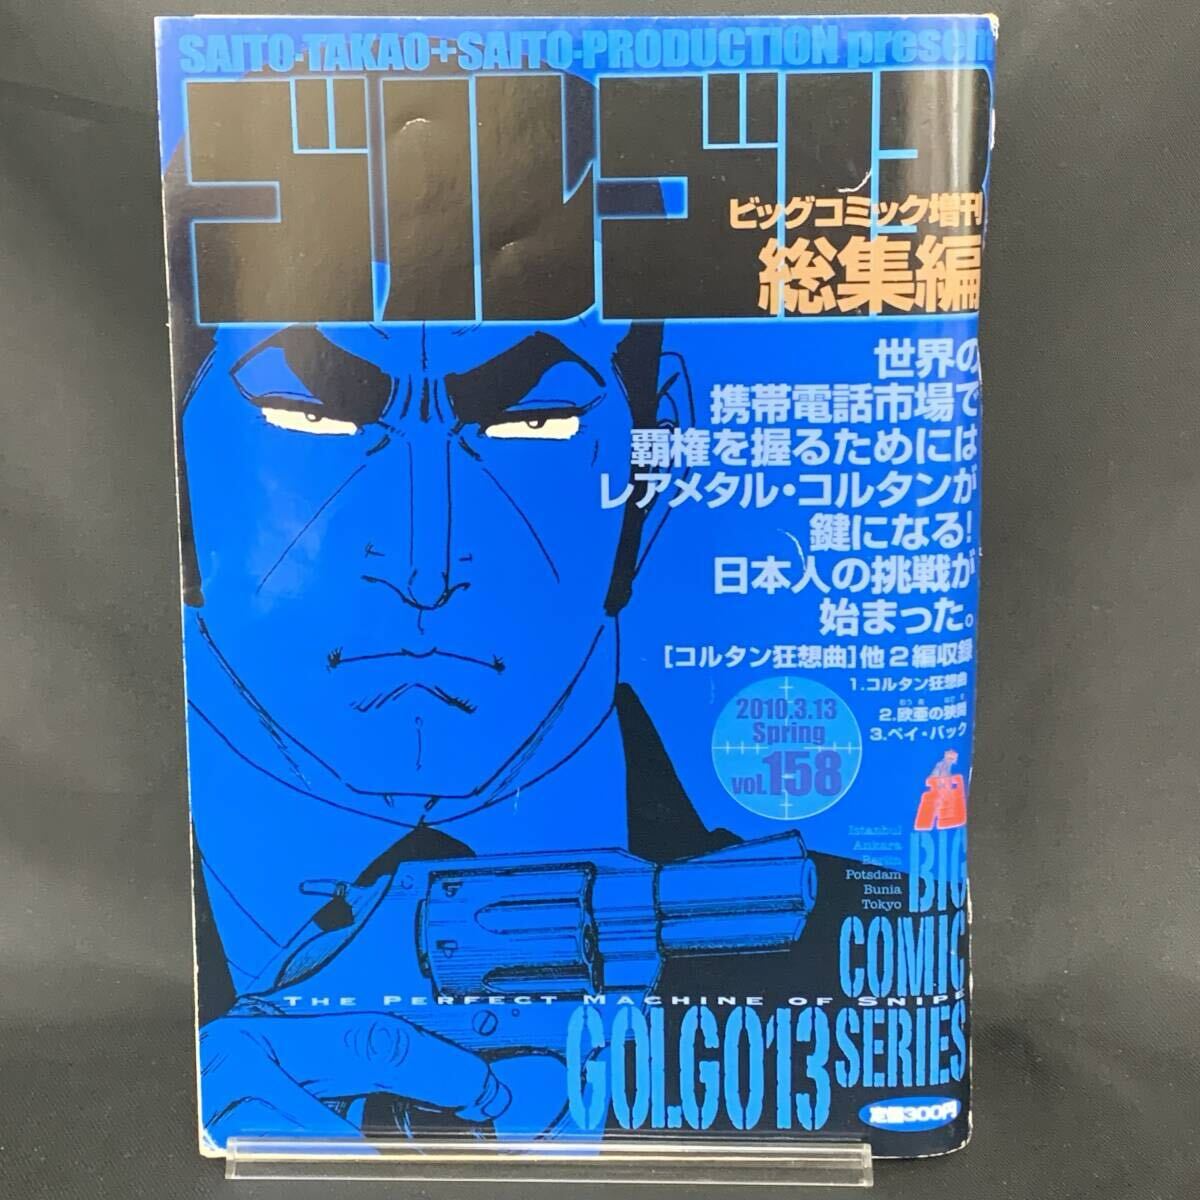 SAITO-TAKAO+SAITO-PRODUCTION presen
ゴルゴ13
ビッグコミック増刊
総集編
世界の
携帯電話市場で
覇権を握るためには
レアメタル・コルタンが
鍵になる!
日本人の挑戦が
始まった。
[コルタン狂想曲]他2編収録
1.コルタン狂想曲
2.欧亜の狭間
3.ペイ・バック
2010.3.13
Spring
vol.158
Istanbul
Ankara
Berlin
Potsdam
Bunia
Tokyo
BIG
COMIC
SERIES
THE PERFECT MACHINE OF SNIPE
GOLGO13
定価300円